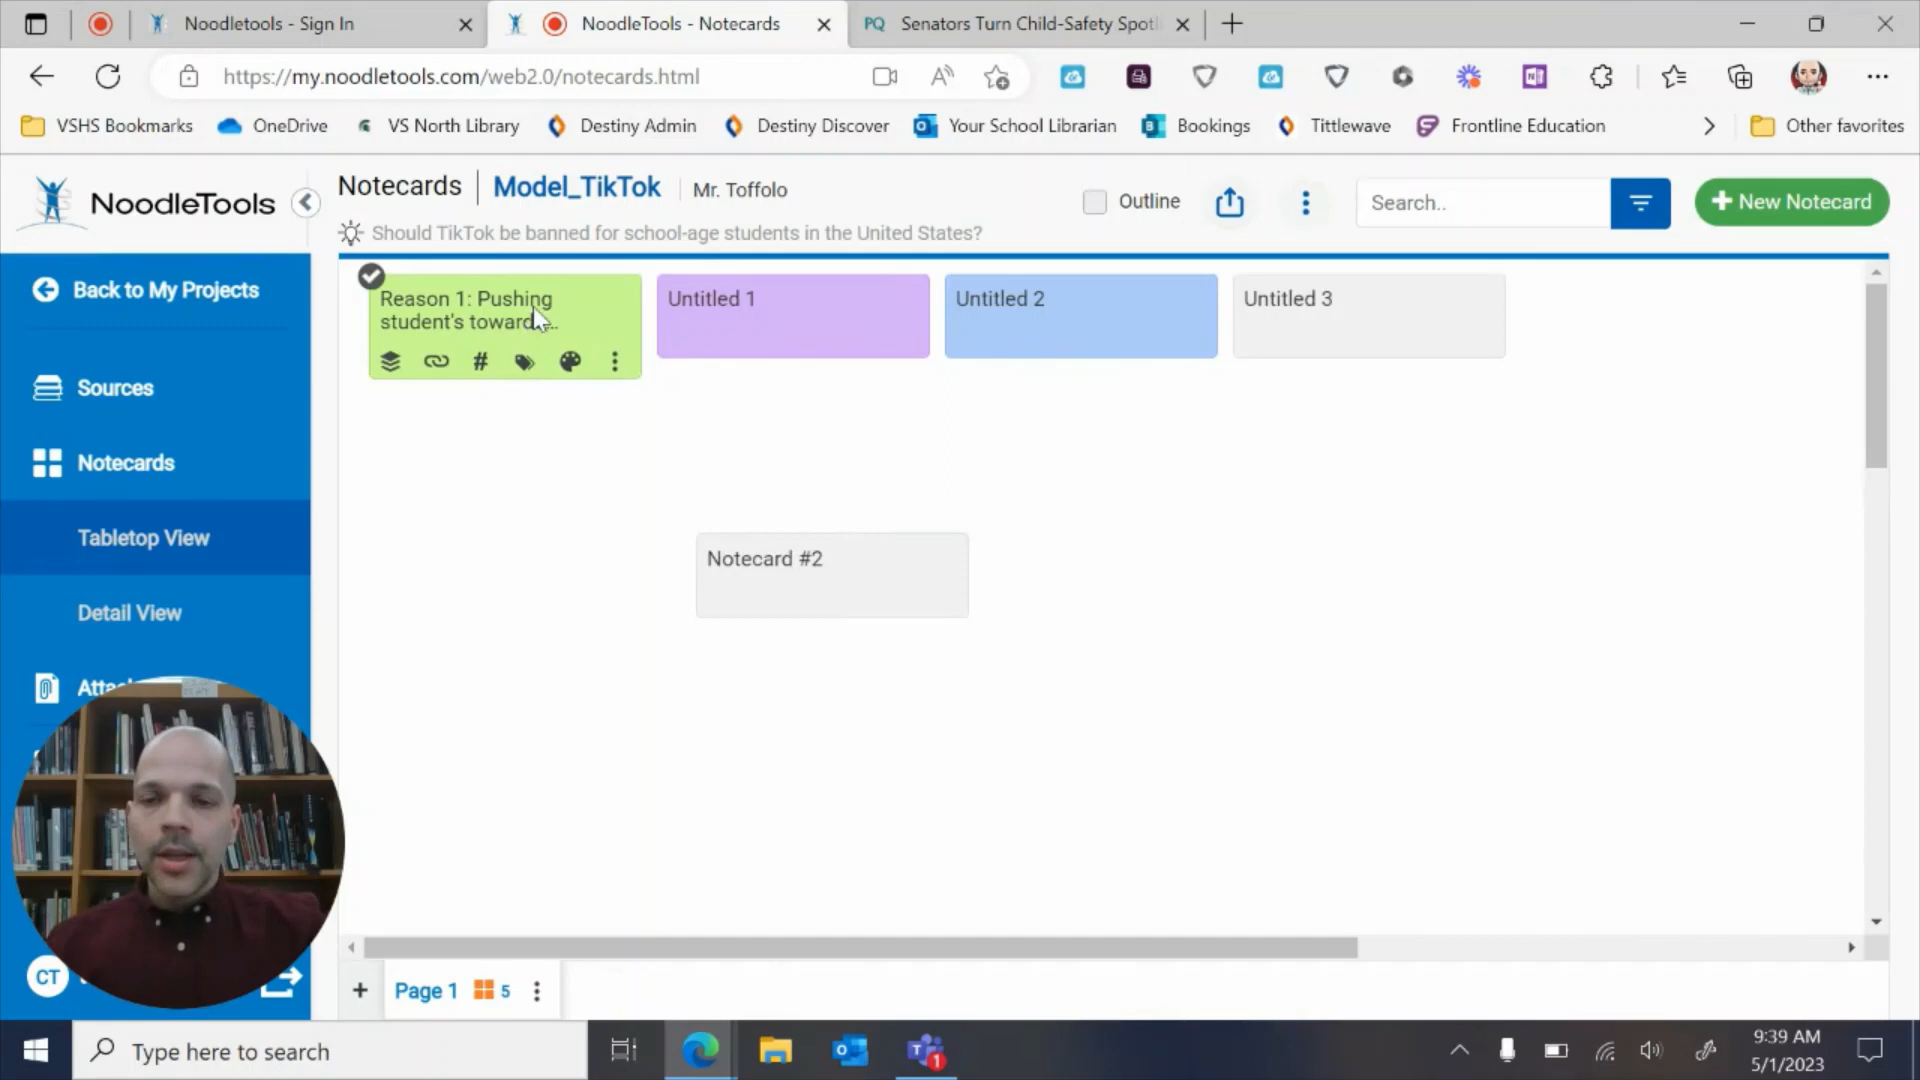 Noodletools - Sign In
NoodleTools - Notecards
PQ Senators Turn Child-Safety Spotl
https://my.noodletools.com/web2.0/notecards.html
VSHS Bookmarks
OneDrive
VS North Library
Destiny Admin
Destiny Discover
Your School Librarian
Bookings
Tittlewave
Frontline Education
Other favorites
NoodleTools
Notecards
Model_TikTok
Mr. Toffolo
Outline
Search..
+ New Notecard
Should TikTok be banned for school-age students in the United States?
Back to My Projects
Sources
Notecards
Tabletop View
Detail View
Reason 1: Pushing
student's toward...
#
Untitled 1
Untitled 2
Untitled 3
Notecard #2
CT
+
Page 1
5
Type here to search
1
9:39 AM
5/1/2023